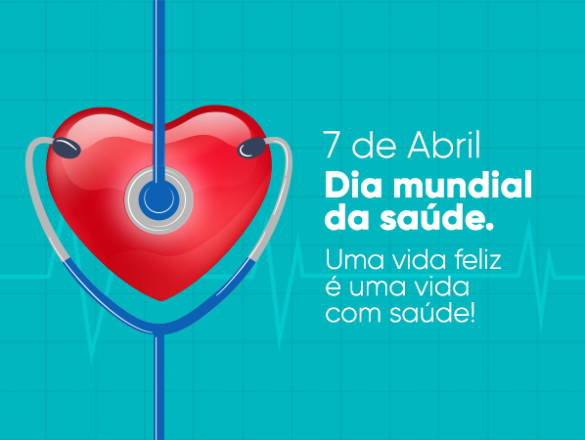 7 de Abril
Dia mundial
da saúde.
Uma vida feliz
é uma vida
com saúde!